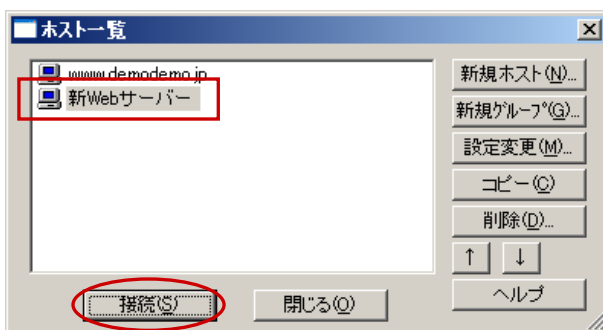 ホスト一覧
www.demodemo.jp
新Webサーバー
新規ホスト(N)...
新規グループ(G)...
設定変更(M)...
コピー(C)
削除(D)...
↑ ↓
接続(S) 閉じる(O) ヘルプ